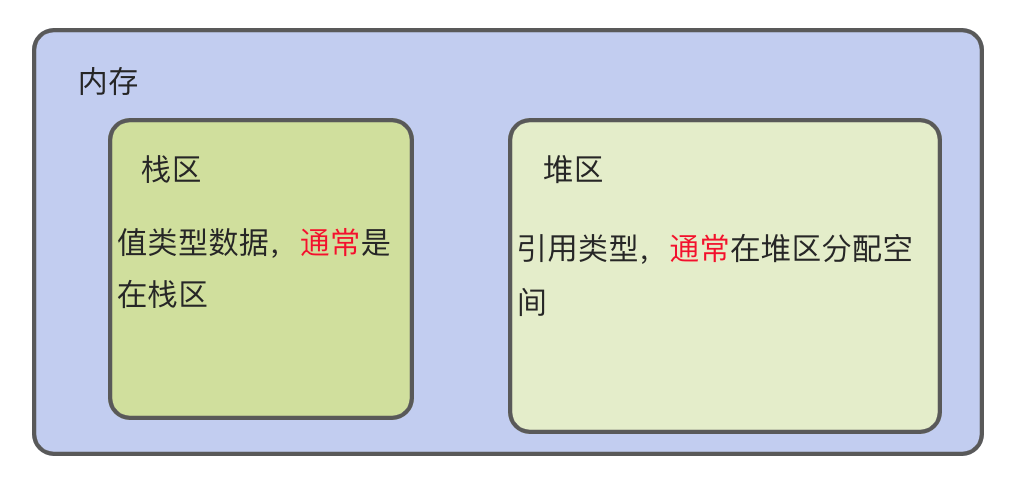 内存
栈区
值类型数据，通常是
在栈区
堆区
引用类型，通常在堆区分配空
间